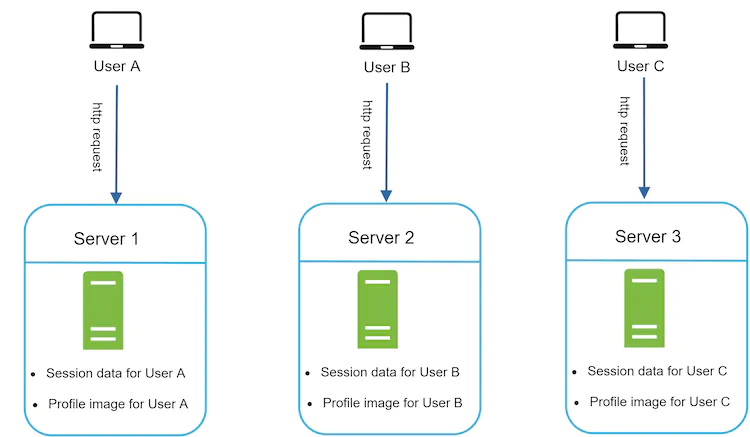 User A
http request
Server 1
Session data for User A
Profile image for User A
User B
http request
Server 2
Session data for User B
Profile image for User B
User C
http request
Server 3
Session data for User C
Profile image for User C